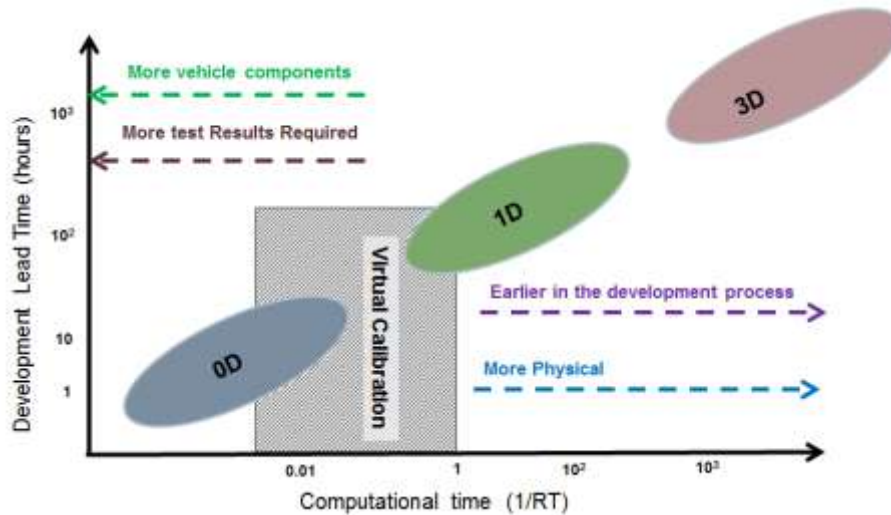 More vehicle components
More test Results Required
3D
1D
0D
Virtual Calibration
Earlier in the development process
More Physical
Development Lead Time (hours)
10³
10²
10
1
0.01
1
10²
10³
Computational time (1/RT)